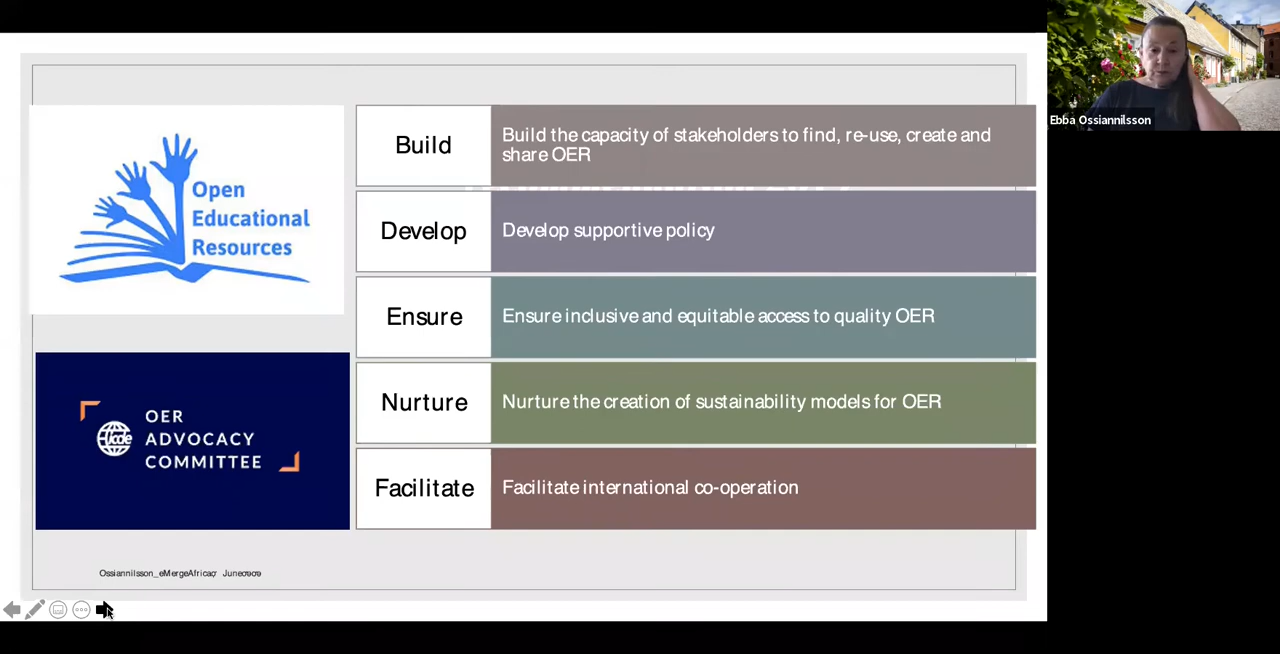 Open
Educational
Resources
OER
ADVOCACY
COMMITTEE
Build
Build the capacity of stakeholders to find, re-use, create and
share OER
Develop
Develop supportive policy
Ensure
Ensure inclusive and equitable access to quality OER
Nurture
Nurture the creation of sustainability models for OER
Facilitate
Facilitate international co-operation
Ossiannilsson_eMergeAfrica
Ebba Ossiannilsson